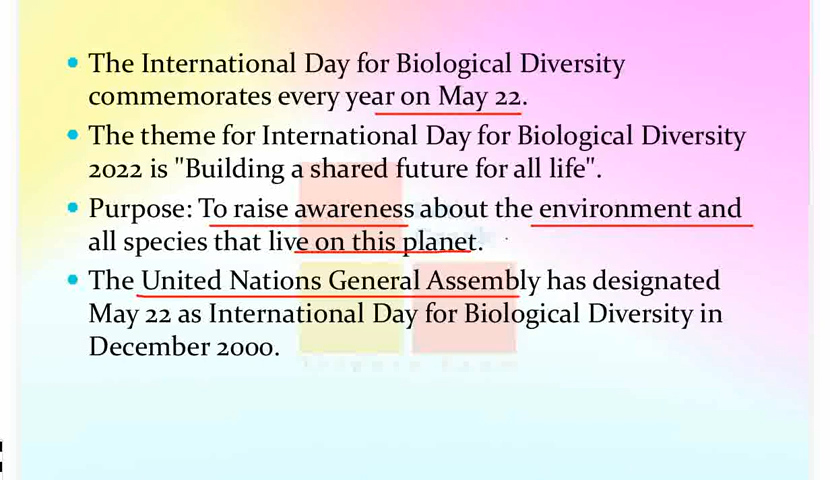 • The International Day for Biological Diversity
commemorates every year on May 22.
• The theme for International Day for Biological Diversity
2022 is "Building a shared future for all life".
• Purpose: To raise awareness about the environment and
all species that live on this planet.
• The United Nations General Assembly has designated
May 22 as International Day for Biological Diversity in
December 2000.